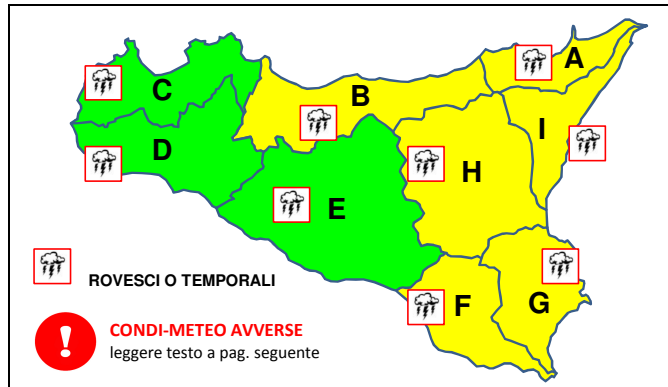 A
B
C
I
D
H
E
F
G
ROVESCI O TEMPORALI
! CONDI-METEO AVVERSE
leggere testo a pag. seguente